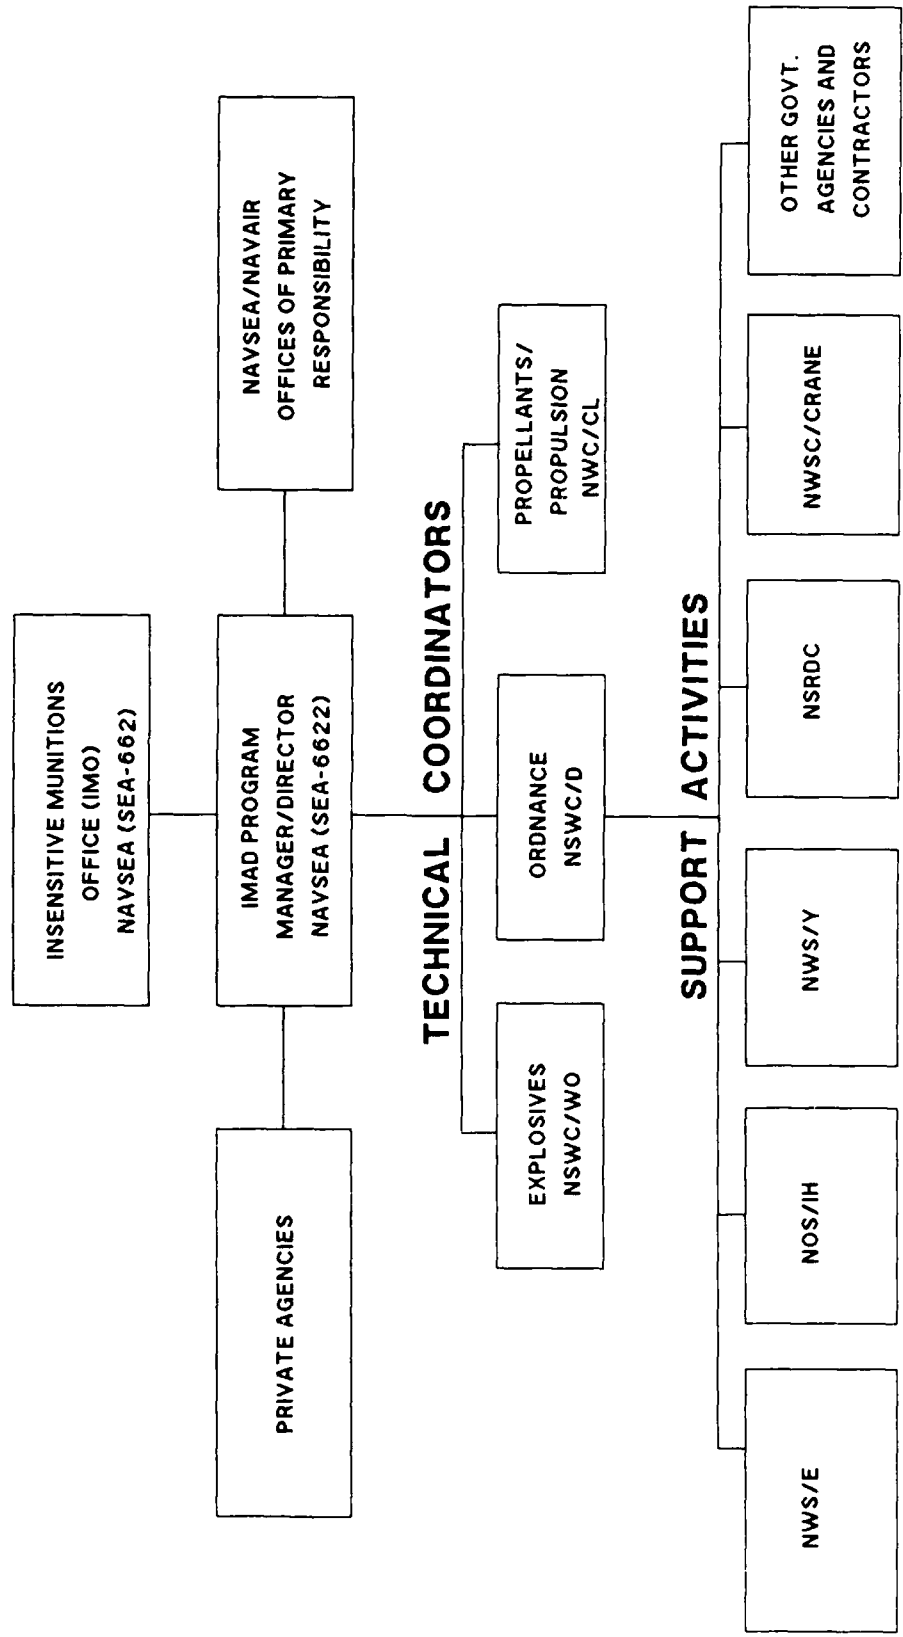 INSENSITIVE MUNITIONS
OFFICE (IMO)
NAVSEA (SEA-662)
PRIVATE AGENCIES
IMAD PROGRAM
MANAGER/DIRECTOR
NAVSEA (SEA-6622)
NAVSEA/NAVAIR
OFFICES OF PRIMARY
RESPONSIBILITY
TECHNICAL COORDINATORS
EXPLOSIVES
NSWC/WO
ORDNANCE
NSWC/D
PROPELLANTS/
PROPULSION
NWC/CL
SUPPORT ACTIVITIES
NWS/E
NOS/IH
NWS/Y
NSRDC
NWSC/CRANE
OTHER GOVT.
AGENCIES AND
CONTRACTORS